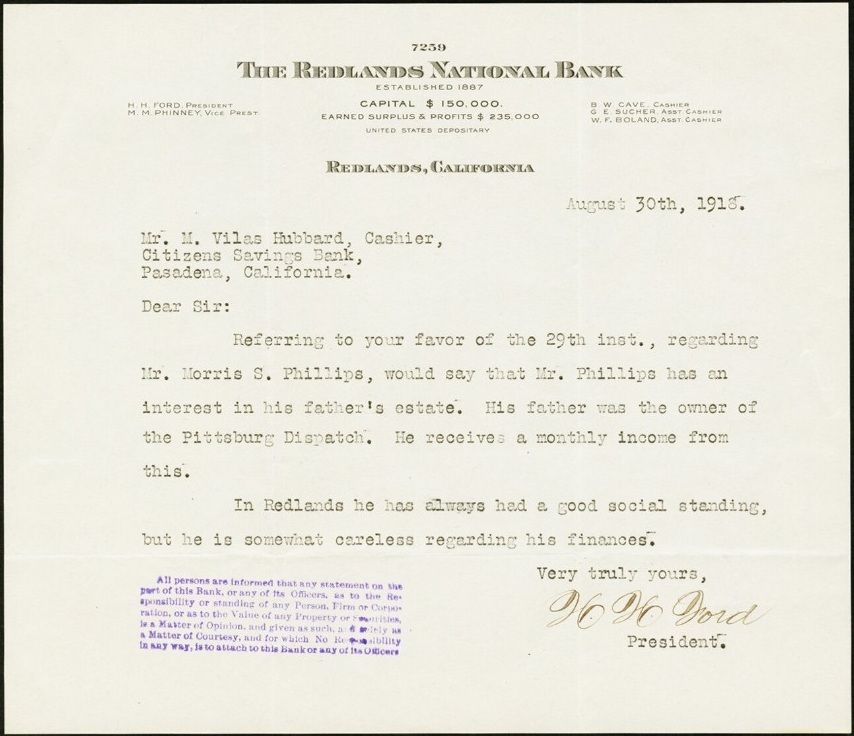 7259
THE REDLANDS NATIONAL BANK
ESTABLISHED 1887
H. H. FORD, PRESIDENT
M. M. PHINNEY, VICE PREST.
CAPITAL $ 150,000.
EARNED SURPLUS & PROFITS $ 235,000
UNITED STATES DEPOSITARY
B. W. CAVE, CASHIER
G E. SUCHER, ASST. CASHIER
W. F. BOLAND, ASST. CASHIER
REDLANDS, CALIFORNIA
August 30th, 1918.
Mr. M. Vilas Hubbard, Cashier,
Citizens Savings Bank,
Pasadena, California.
Dear Sir:
Referring to your favor of the 29th inst., regarding
Mr. Morris S. Phillips, would say that Mr. Phillips has an
interest in his father's estate. His father was the owner of
the Pittsburg Dispatch. He receives a monthly income from
this.
In Redlands he has always had a good social standing,
but he is somewhat careless regarding his finances.
Very truly yours,
H H Ford
President.
All persons are informed that any statement on the
part of this Bank, or any of its Officers, as to the Re-
sponsibility or standing of any Person, Firm or Corpo-
ration, or as to the Value of any Property or Securities,
is a Matter of Opinion, and given as such, and solely as
a Matter of Courtesy, and for which No Responsibility
in any way, is to attach to this Bank or any of its Officers